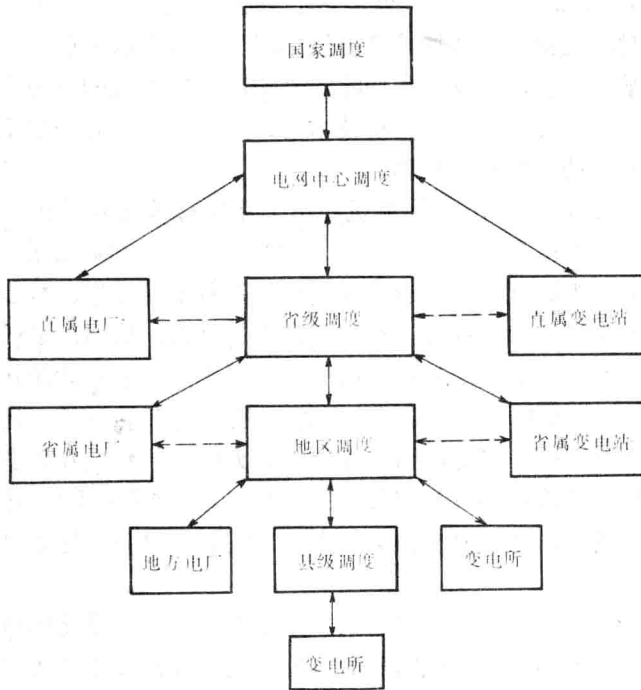 国家调度
电网中心调度
直属电厂
省级调度
直属变电站
省属电厂
地区调度
省属变电站
地方电厂
县级调度
变电所
变电所